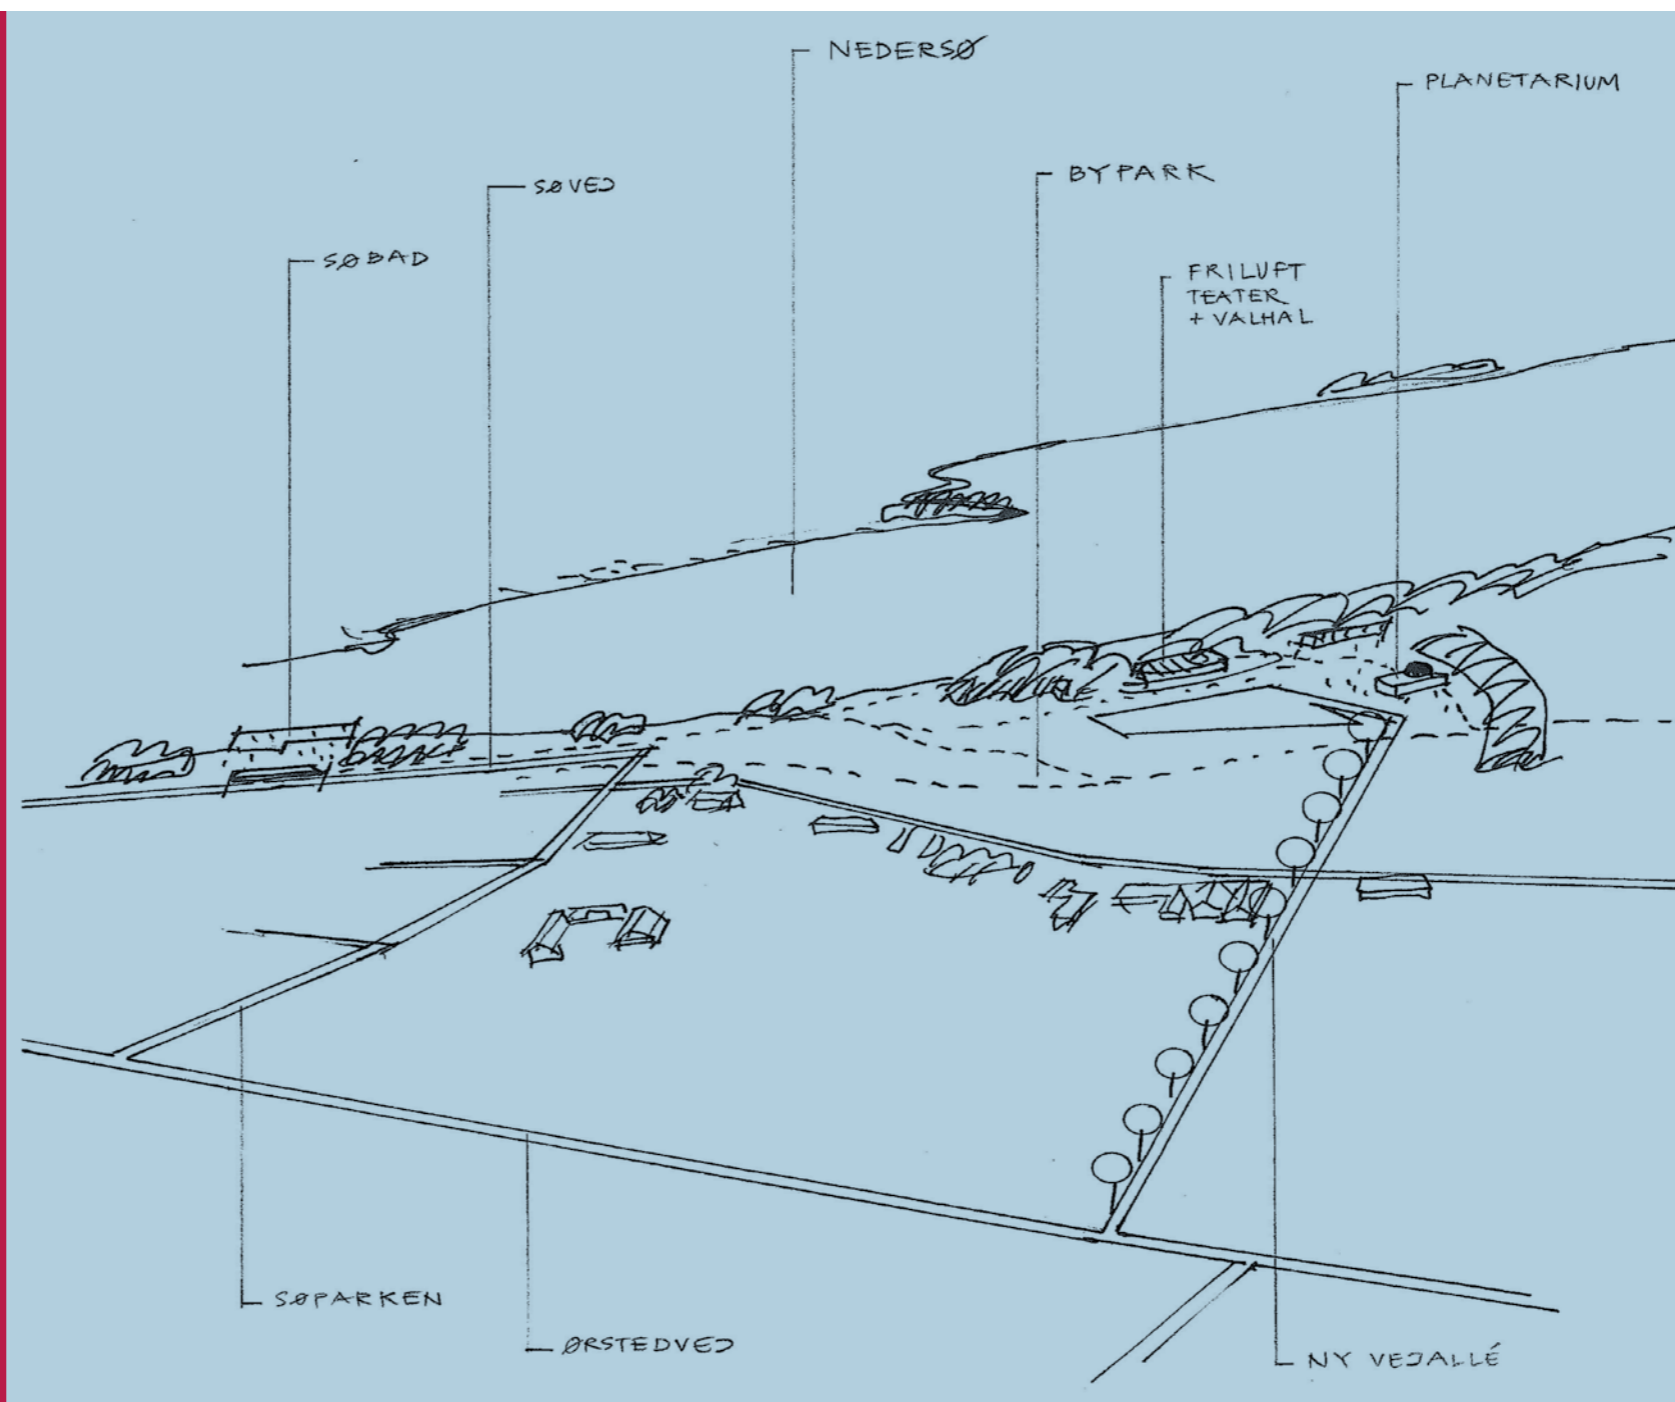 NEDERSØ
PLANETARIUM
BYPARK
SØVEJ
SØBAD
FRILUFT
TEATER
+ VALHAL
SØPARKEN
ØRSTEDVEJ
NY VEJALLÉ